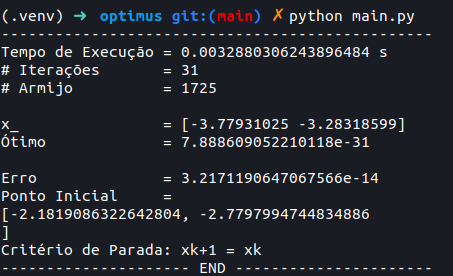 (.venv) ➜ optimus git:(main) ✗ python main.py
-------------------------------------------
Tempo de Execução = 0.0032880306243896484 s
# Iterações = 31
# Armijo = 1725
x_ = [-3.77931025 -3.28318599]
Ótimo = 7.888609052210118e-31
Erro = 3.2171190647067566e-14
Ponto Inicial =
[-2.1819086322642804, -2.7797994744834886
]
Critério de Parada: xk+1 = xk
------------------- END --------------------